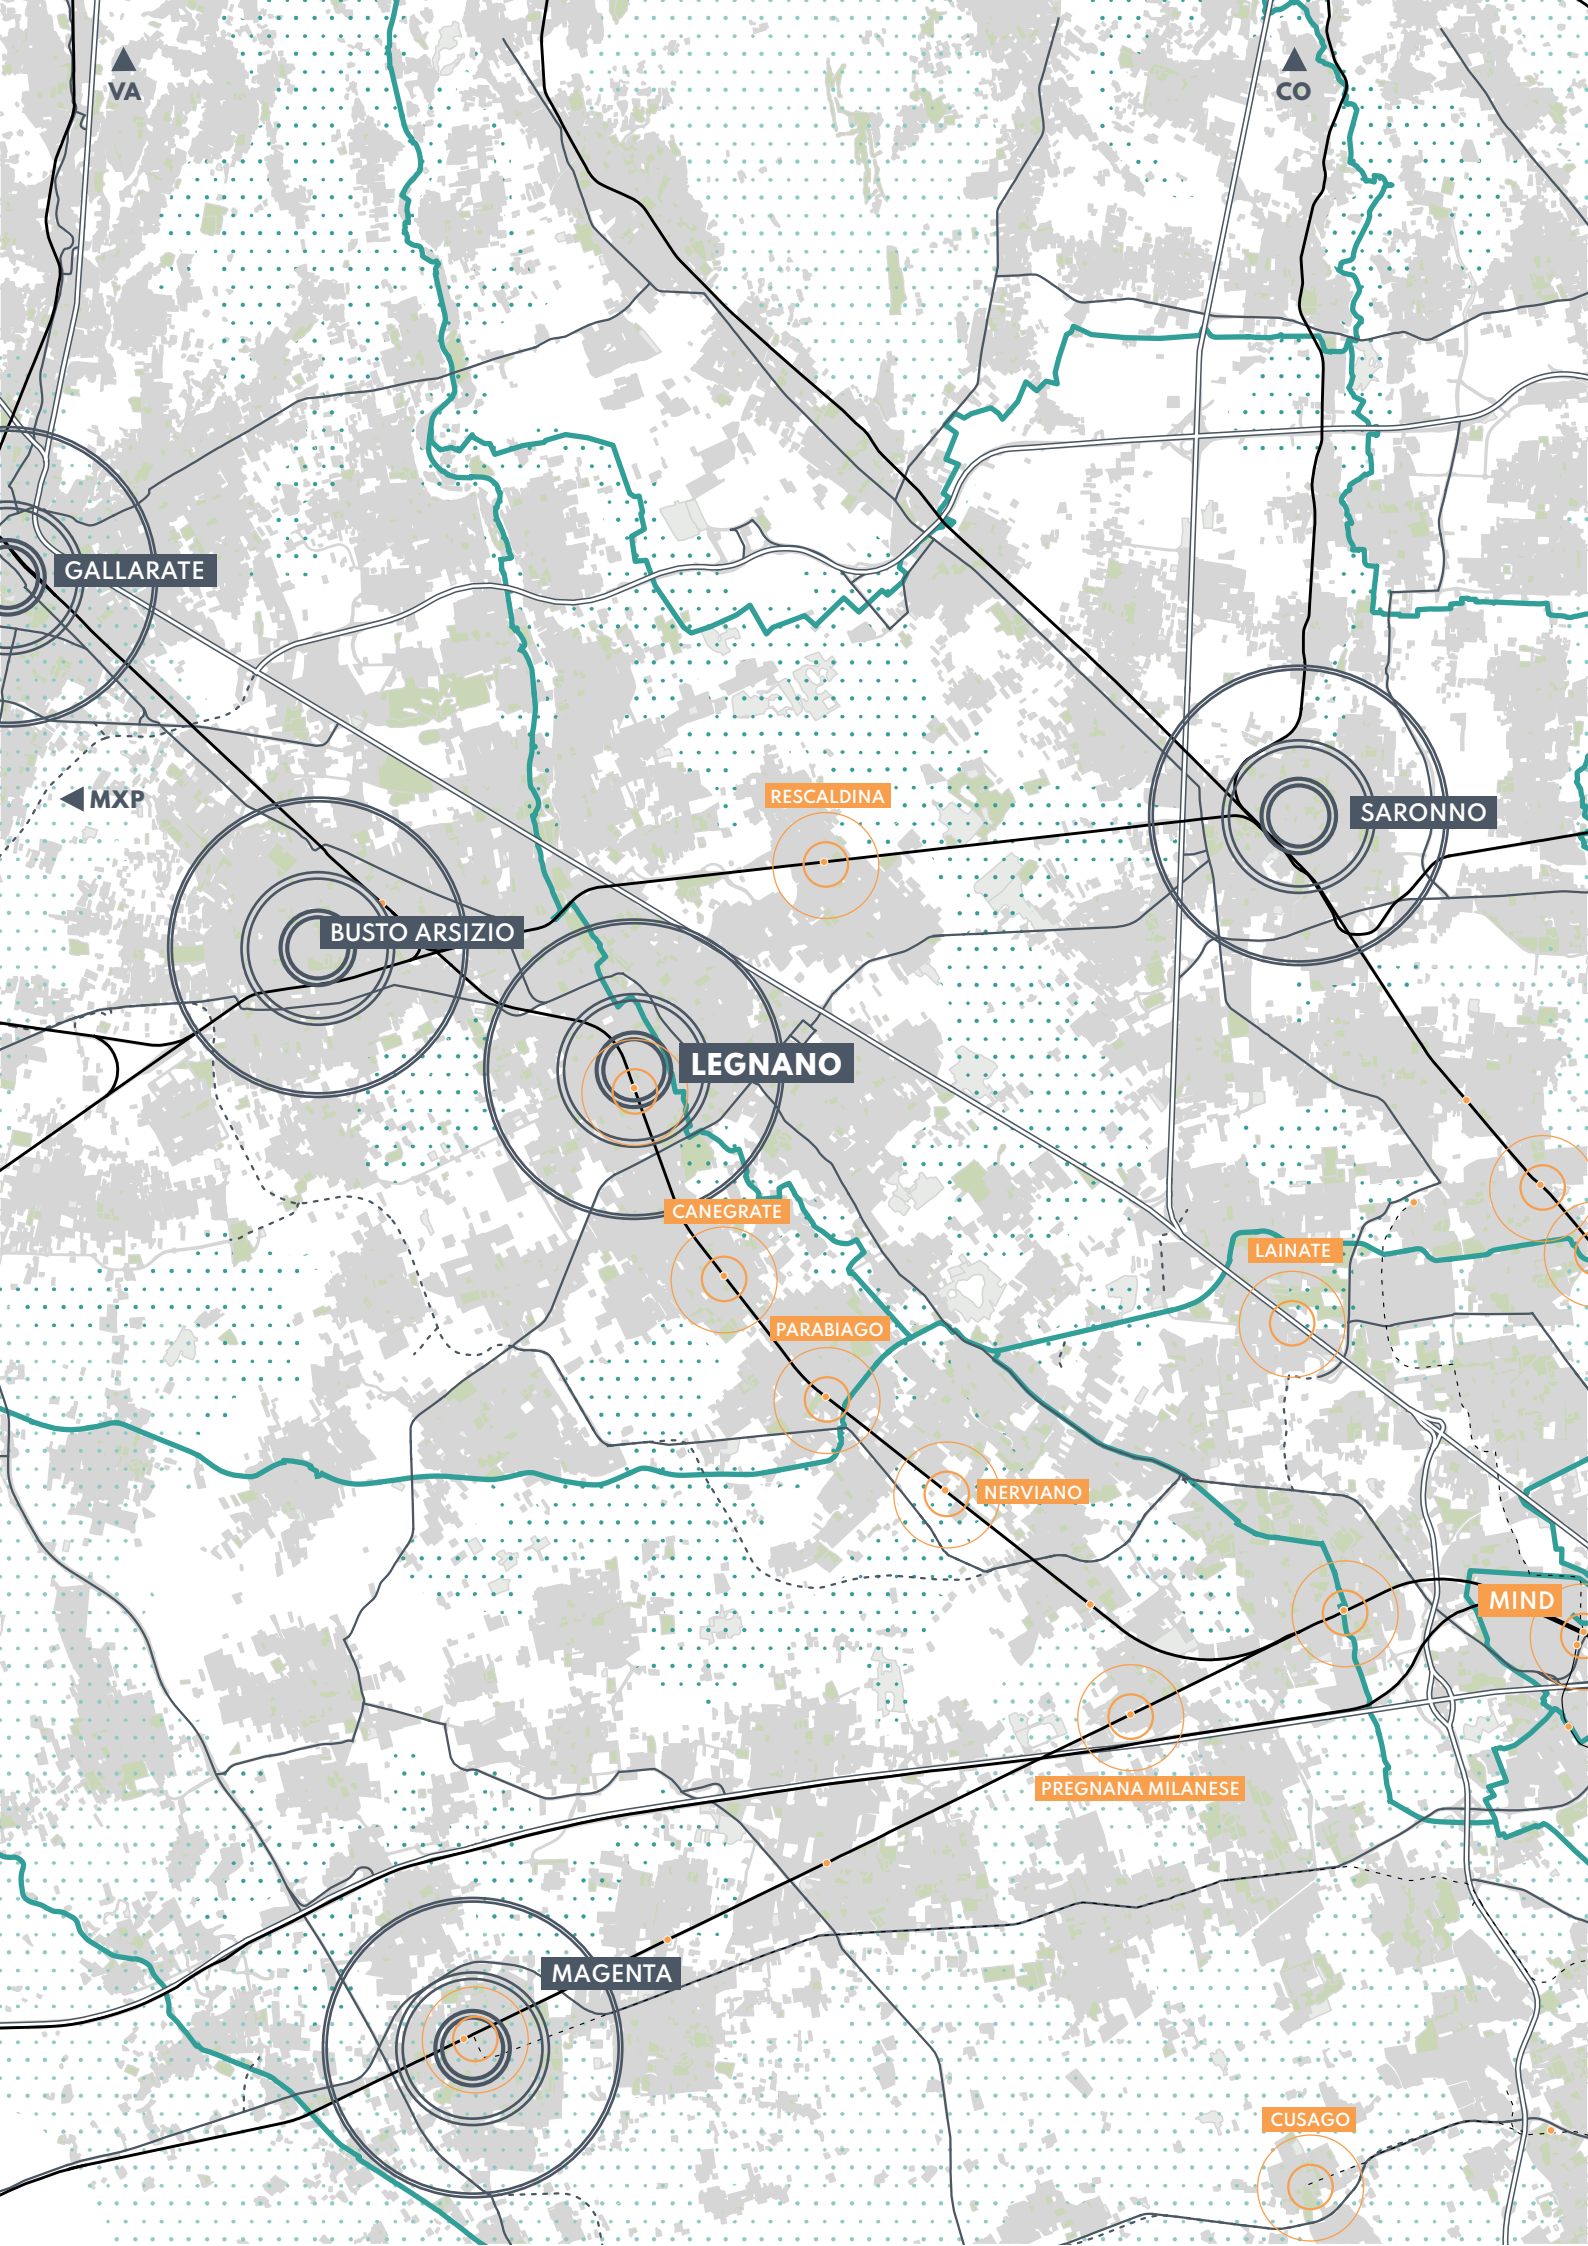 VA
CO
GALLARATE
MXP
RESCALDINA
SARONNO
BUSTO ARSIZIO
LEGNANO
CANEGRATE
LAINATE
PARABIAGO
NERVIANO
MIND
PREGNANA MILANESE
MAGENTA
CUSAGO